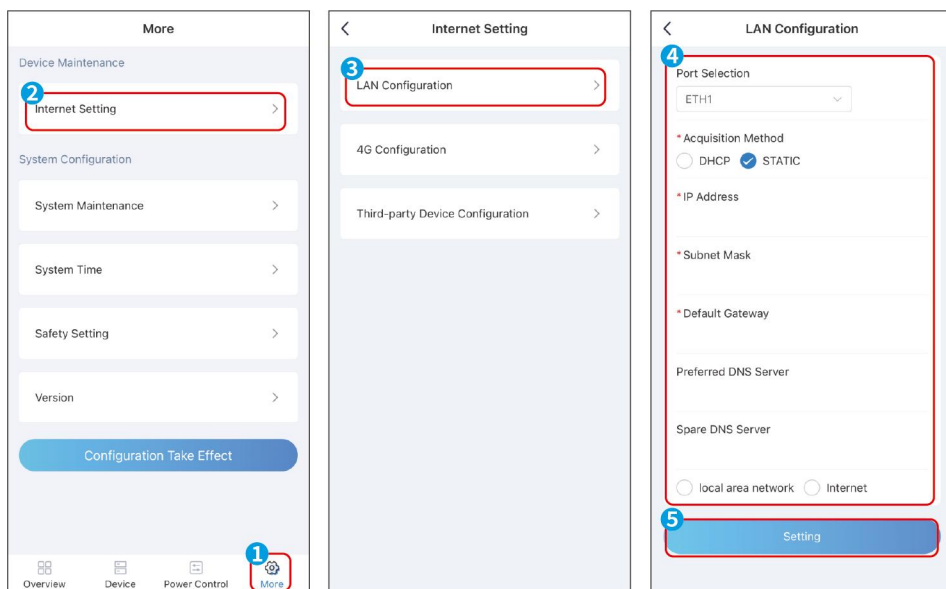 More
Device Maintenance
2
Internet Setting
System Configuration
System Maintenance
System Time
Safety Setting
Version
Configuration Take Effect
1
Overview
Device
Power Control
More
Internet Setting
3
LAN Configuration
4G Configuration
Third-party Device Configuration
LAN Configuration
4
Port Selection
ETH1
* Acquisition Method
DHCP STATIC
* IP Address
* Subnet Mask
* Default Gateway
Preferred DNS Server
Spare DNS Server
local area network Internet
5
Setting